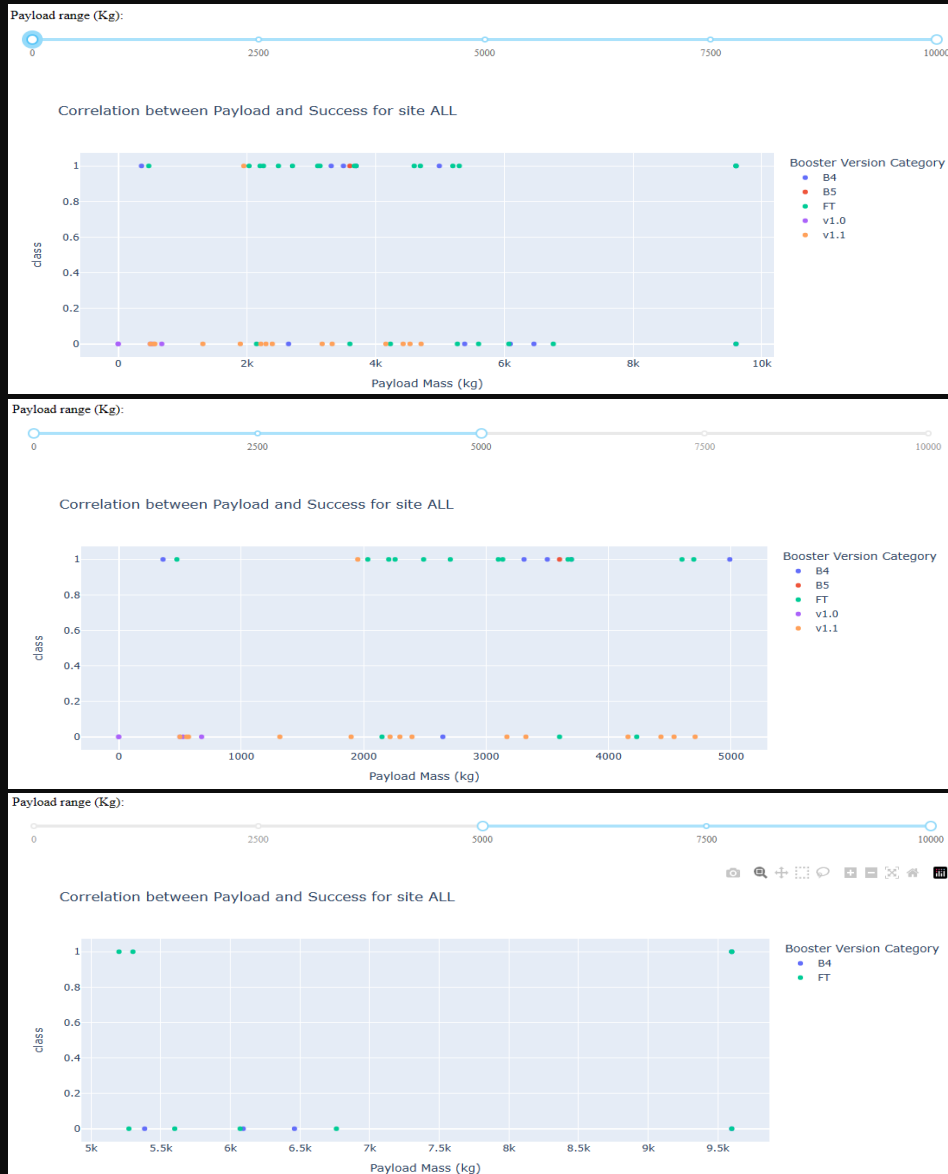 Payload range (Kg):
0 2500 5000 7500 10000
Correlation between Payload and Success for site ALL
1
0.8
0.6
0.4
0.2
0
class
0 2k 4k 6k 8k 10k
Payload Mass (kg)
Booster Version Category
B4
B5
FT
v1.0
v1.1
Payload range (Kg):
0 2500 5000 7500 10000
Correlation between Payload and Success for site ALL
1
0.8
0.6
0.4
0.2
0
class
0 1000 2000 3000 4000 5000
Payload Mass (kg)
Booster Version Category
B4
B5
FT
v1.0
v1.1
Payload range (Kg):
0 2500 5000 7500 10000
Correlation between Payload and Success for site ALL
1
0.8
0.6
0.4
0.2
0
class
5k 5.5k 6k 6.5k 7k 7.5k 8k 8.5k 9k 9.5k
Payload Mass (kg)
Booster Version Category
B4
FT